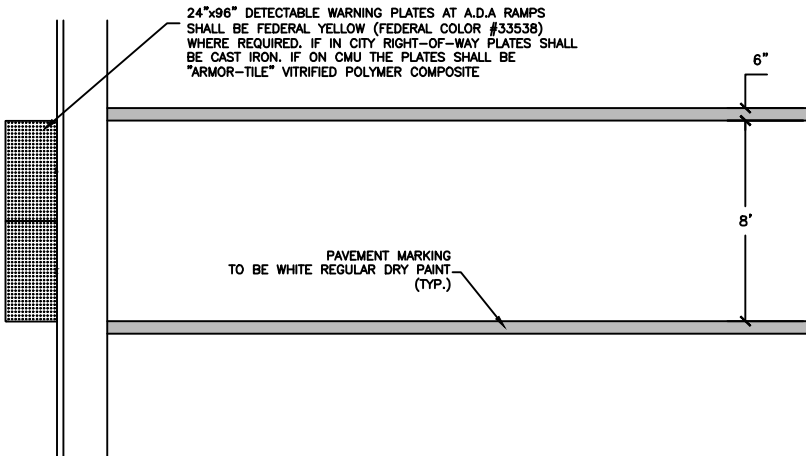 24"x96" DETECTABLE WARNING PLATES AT A.D.A RAMPS
SHALL BE FEDERAL YELLOW (FEDERAL COLOR #33538)
WHERE REQUIRED. IF IN CITY RIGHT-OF-WAY PLATES SHALL
BE CAST IRON. IF ON CMU THE PLATES SHALL BE
"ARMOR-TILE" VITRIFIED POLYMER COMPOSITE
6"
8'
PAVEMENT MARKING
TO BE WHITE REGULAR DRY PAINT
(TYP.)